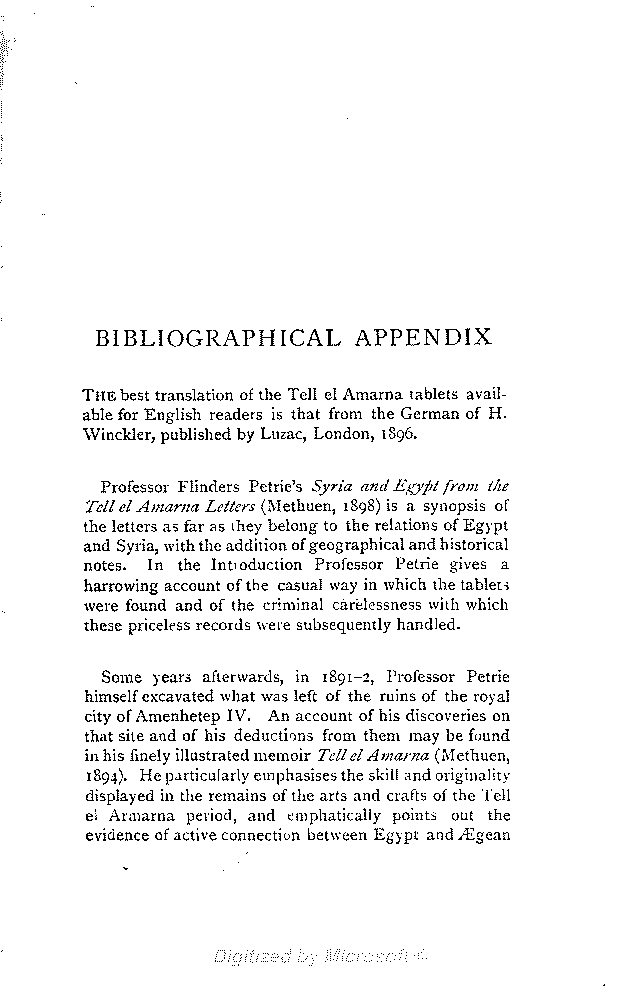 BIBLIOGRAPHICAL APPENDIX
THE best translation of the Tell el Amarna tablets avail-
able for English readers is that from the German of H.
Winckler, published by Luzac, London, 1896.
Professor Flinders Petrie's Syria and Egypt from the
Tell el Amarna Letters (Methuen, 1898) is a synopsis of
the letters as far as they belong to the relations of Egypt
and Syria, with the addition of geographical and historical
notes. In the Introduction Professor Petrie gives a
harrowing account of the casual way in which the tablets
were found and of the criminal carelessness with which
these priceless records were subsequently handled.
Some years afterwards, in 1891-2, Professor Petrie
himself excavated what was left of the ruins of the royal
city of Amenhetep IV. An account of his discoveries on
that site and of his deductions from them may be found
in his finely illustrated memoir Tell el Amarna (Methuen,
1894). He particularly emphasises the skill and originality
displayed in the remains of the arts and crafts of the Tell
el Armarna period, and emphatically points out the
evidence of active connection between Egypt and Ægean
Digitized by Microsoft